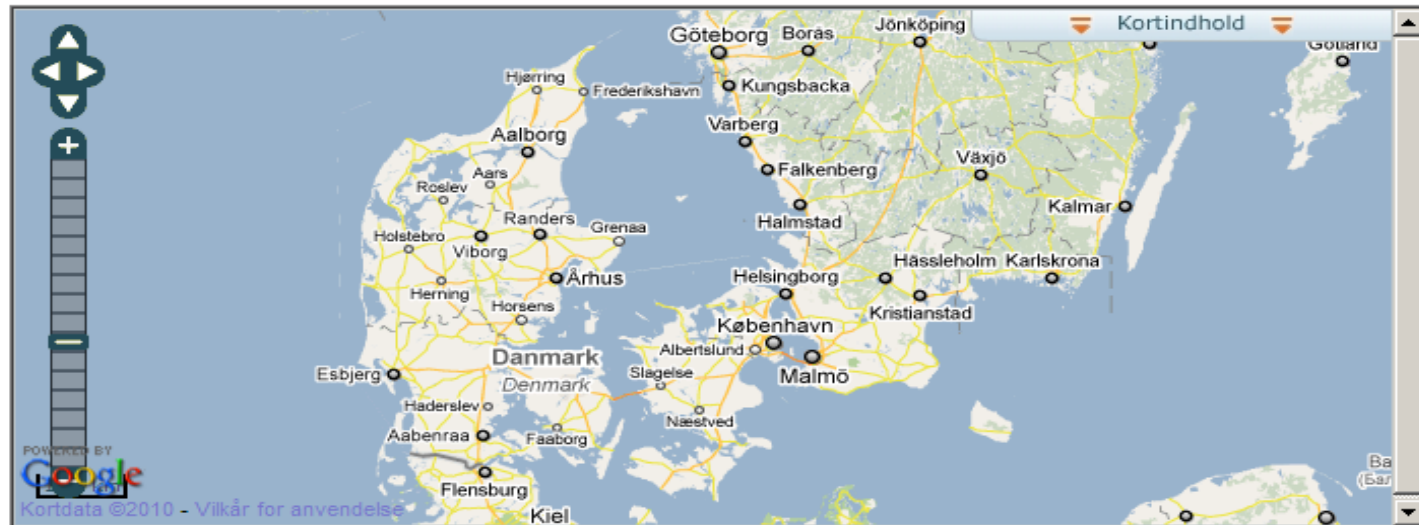 Kortindhold
Jönköping
Göteborg
Borås
Gotland
Hjørring
Frederikshavn
Kungsbacka
Aalborg
Varberg
Växjö
Aars
Falkenberg
Roslev
Halmstad
Kalmar
Randers
Grenaa
Holstebro
Viborg
Århus
Hässleholm
Karlskrona
Helsingborg
Herning
Horsens
Kristianstad
København
Albertslund
Danmark
Denmark
Malmö
Esbjerg
Slagelse
Haderslev
Næstved
Aabenraa
Faaborg
POWERED BY
Google
Flensburg
Kortdata ©2010 - Vilkår for anvendelse
Kiel